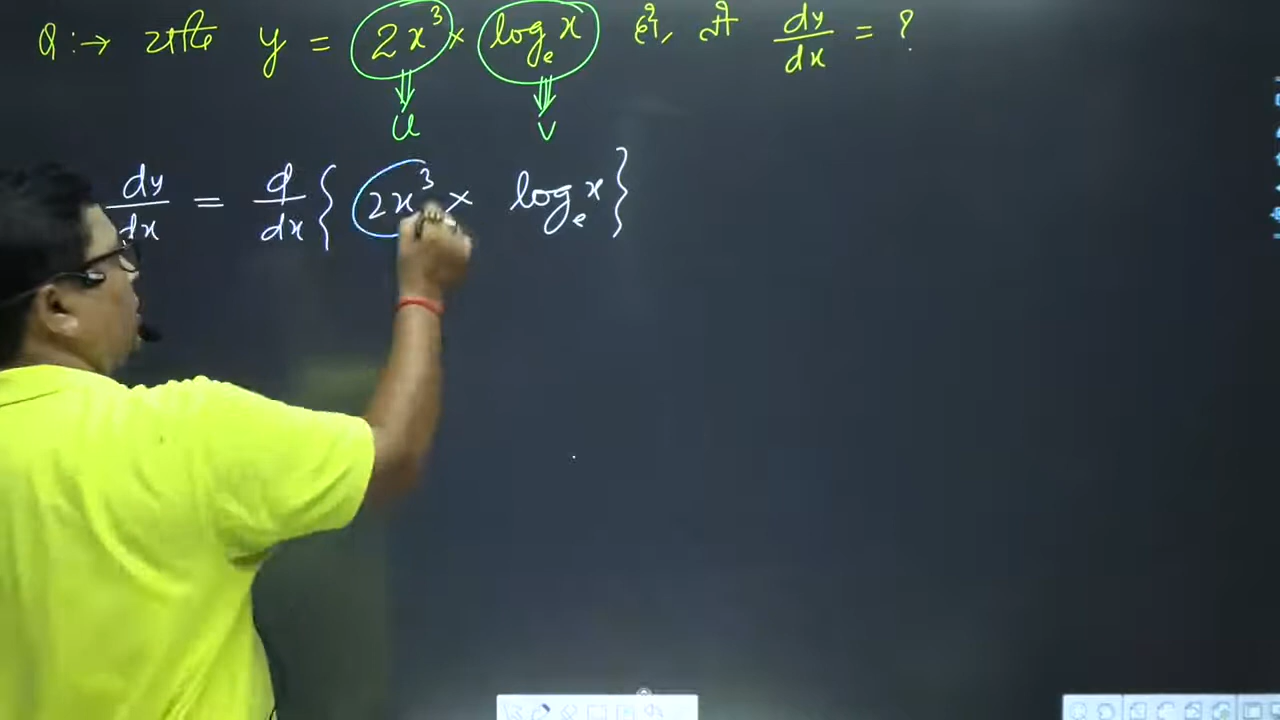 Q:→ यदि y = 2x³ × logₑx है, तो dy/dx = ?
u v
dy/dx = d/dx { 2x³ × logₑx }